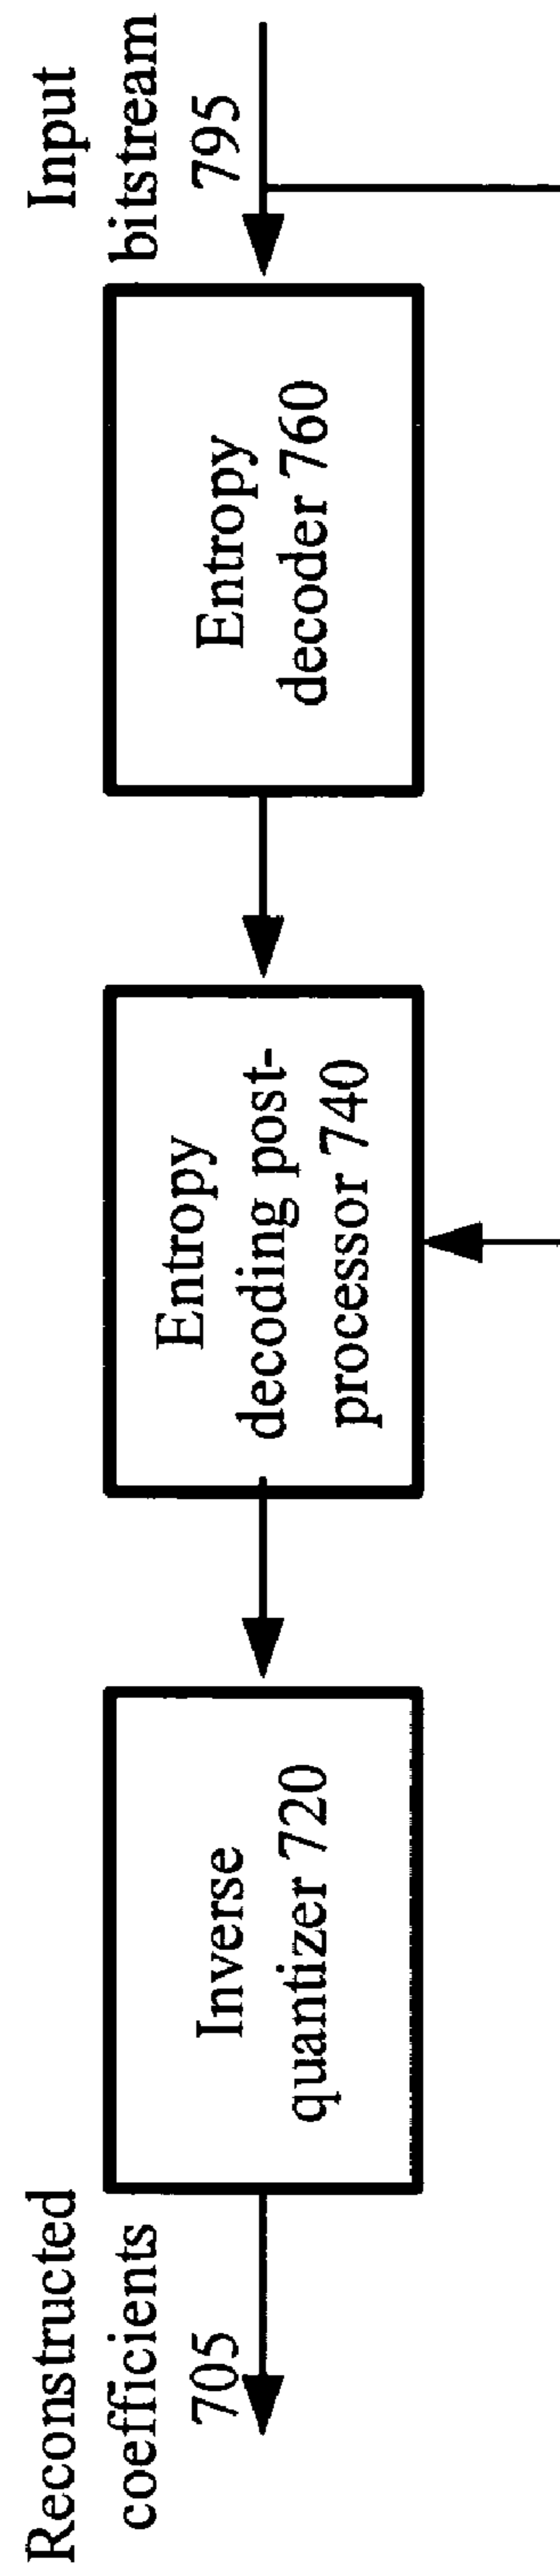 Reconstructed
coefficients
705
Inverse
quantizer 720
Entropy
decoding post-
processor 740
Entropy
decoder 760
Input
bitstream
795